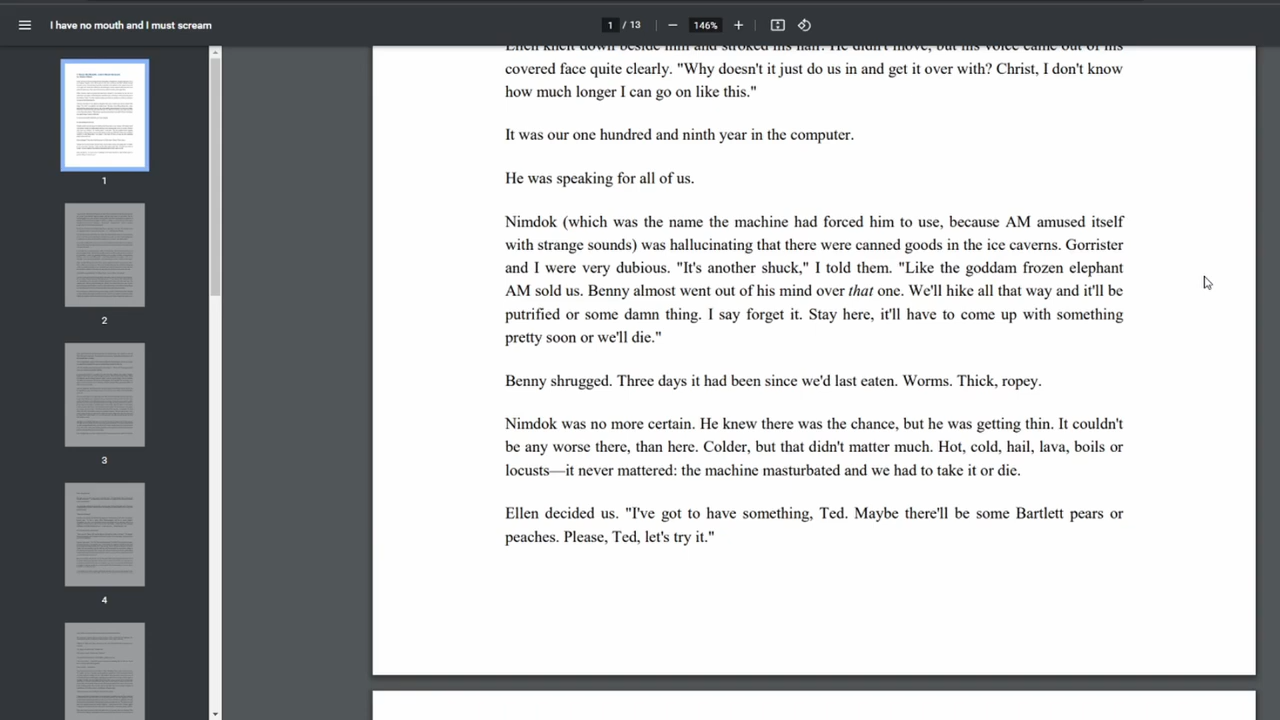 I have no mouth and I must scream
1 / 13
146%
Ellen knelt down beside him and stroked his hair. He didn't move, but his voice came out of his
covered face quite clearly. "Why doesn't it just do us in and get it over with? Christ, I don't know
how much longer I can go on like this."
It was our one hundred and ninth year in the computer.
He was speaking for all of us.
Nimdok (which was the name the machine had forced him to use, because AM amused itself
with strange sounds) was hallucinating that there were canned goods in the ice caverns. Gorrister
and I were very dubious. "It's another shuck," I told them. "Like the goddam frozen elephant
AM sold us. Benny almost went out of his mind over that one. We'll hike all that way and it'll be
putrified or some damn thing. I say forget it. Stay here, it'll have to come up with something
pretty soon or we'll die."
Benny shrugged. Three days it had been since we'd last eaten. Worms. Thick, ropey.
Nimdok was no more certain. He knew there was the chance, but he was getting thin. It couldn't
be any worse there, than here. Colder, but that didn't matter much. Hot, cold, hail, lava, boils or
locusts—it never mattered: the machine masturbated and we had to take it or die.
Ellen decided us. "I've got to have something, Ted. Maybe there'll be some Bartlett pears or
peaches. Please, Ted, let's try it."
1
2
3
4